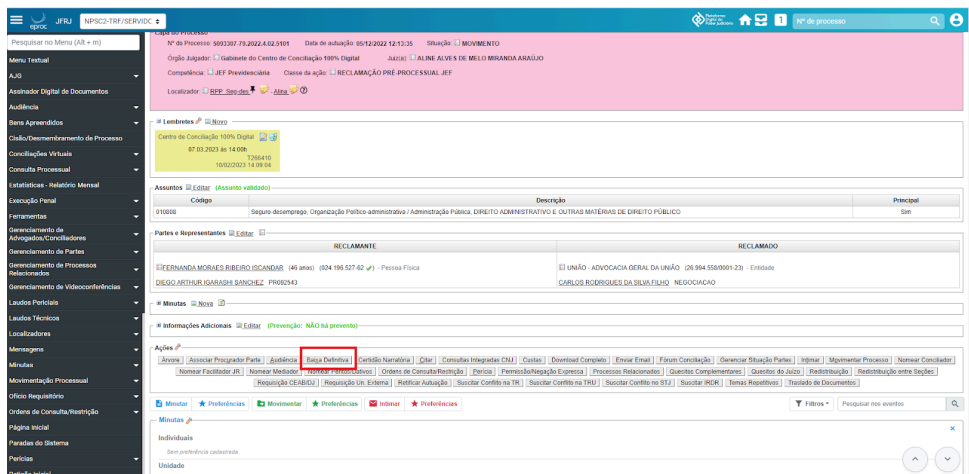 eproc JFRJ NPSC2-TRF/SERVIDC
1 Nº de processo
Pesquisar no Menu (Alt + m)
Menu Textual
AJG
Assinador Digital de Documentos
Audiência
Bens Apreendidos
Cisão/Desmembramento de Processo
Conciliações Virtuais
Consulta Processual
Estatísticas - Relatório Mensal
Execução Penal
Ferramentas
Gerenciamento de
Advogados/Conciliadores
Gerenciamento de Partes
Gerenciamento de Processos
Relacionados
Gerenciamento de Videoconferências
Laudos Periciais
Laudos Técnicos
Localizadores
Mensagens
Minutas
Movimentação Processual
Ofício Requisitório
Ordens de Consulta/Restrição
Página Inicial
Paradas do Sistema
Perícias
Petição Inicial
Capa do Processo
Nº do Processo: 5093307-79.2022.4.02.5101 Data de autuação: 05/12/2022 12:13:35 Situação: MOVIMENTO
Órgão Julgador: Gabinete do Centro de Conciliação 100% Digital Juiz(a): ALINE ALVES DE MELO MIRANDA ARAÚJO
Competência: JEF Previdenciária Classe da ação: RECLAMAÇÃO PRÉ-PROCESSUAL JEF
Localizador: RPP_Seg-des - Alina
Lembretes Novo
Centro de Conciliação 100% Digital
07.03.2023 às 14:00h
T266410
10/02/2023 14:09:04
Assuntos Editar (Assunto validado)
Código Descrição Principal
010808 Seguro-desemprego, Organização Político-administrativa / Administração Pública, DIREITO ADMINISTRATIVO E OUTRAS MATÉRIAS DE DIREITO PÚBLICO Sim
Partes e Representantes Editar
RECLAMANTE RECLAMADO
FERNANDA MORAES RIBEIRO ISCANDAR (46 anos) (024.196.527-62 ✓) - Pessoa Física UNIÃO - ADVOCACIA GERAL DA UNIÃO (26.994.558/0001-23) - Entidade
DIEGO ARTHUR IGARASHI SANCHEZ PR092543 CARLOS RODRIGUES DA SILVA FILHO NEGOCIACAO
Minutas Nova
Informações Adicionais Editar (Prevenção: NÃO há prevento)
Ações
Árvore Associar Procurador Parte Audiência Baixa Definitiva Certidão Narratória Citar Consultas Integradas CNJ Custas Download Completo Enviar Email Fórum Conciliação Gerenciar Situação Partes Intimar Movimentar Processo Nomear Conciliador
Nomear Facilitador JR Nomear Mediador Nomear Peritos/Dativos Ordens de Consulta/Restrição Perícia Permissão/Negação Expressa Processos Relacionados Quesitos Complementares Quesitos do Juízo Redistribuição Redistribuição entre Seções
Requisição CEAB/DJ Requisição Un. Externa Retificar Autuação Suscitar Conflito na TR Suscitar Conflito na TRU Suscitar Conflito no STJ Suscitar IRDR Temas Repetitivos Traslado de Documentos
Minutar Preferências Movimentar Preferências Intimar Preferências Filtros Pesquisar nos eventos
Minutas
Individuais
Sem preferência cadastrada.
Unidade